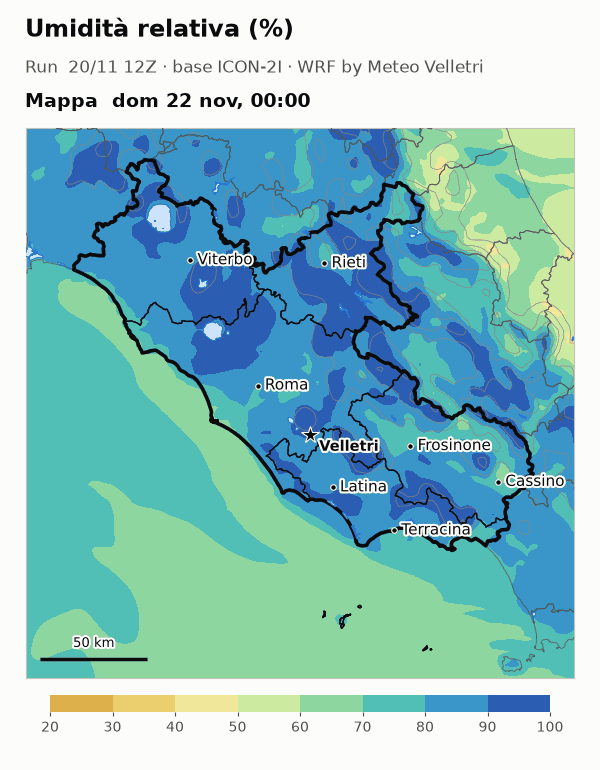 Umidità relativa (%)
Run  20/11 12Z · base ICON-2I · WRF by Meteo Velletri
Mappa  dom 22 nov, 00:00
Viterbo
Rieti
Roma
Velletri
Frosinone
Cassino
Latina
Terracina
50 km
20 30 40 50 60 70 80 90 100